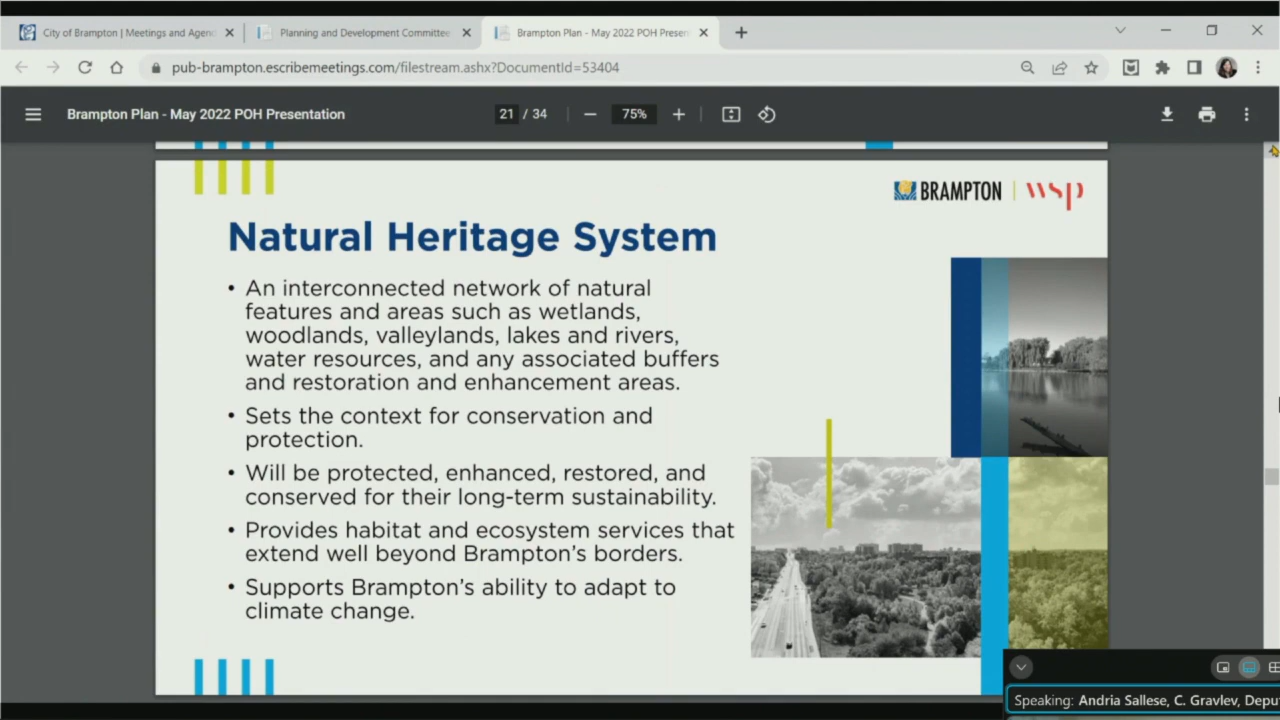 City of Brampton | Meetings and Agen
Planning and Development Committee
Brampton Plan - May 2022 POH Presen
pub-brampton.escribemeetings.com/filestream.ashx?DocumentId=53404
Brampton Plan - May 2022 POH Presentation
21 / 34
75%
BRAMPTON
wsp
Natural Heritage System
• An interconnected network of natural
features and areas such as wetlands,
woodlands, valleylands, lakes and rivers,
water resources, and any associated buffers
and restoration and enhancement areas.
• Sets the context for conservation and
protection.
• Will be protected, enhanced, restored, and
conserved for their long-term sustainability.
• Provides habitat and ecosystem services that
extend well beyond Brampton's borders.
• Supports Brampton's ability to adapt to
climate change.
Speaking: Andria Sallese, C. Gravlev, Depu